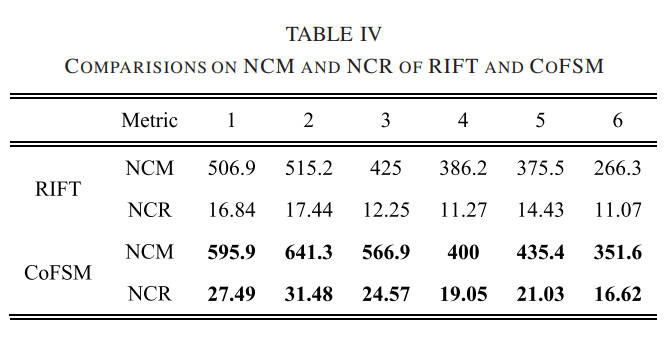 TABLE IV
COMPARISIONS ON NCM AND NCR OF RIFT AND COFSM
Metric 1 2 3 4 5 6
RIFT
NCM 506.9 515.2 425 386.2 375.5 266.3
NCR 16.84 17.44 12.25 11.27 14.43 11.07
CoFSM
NCM 595.9 641.3 566.9 400 435.4 351.6
NCR 27.49 31.48 24.57 19.05 21.03 16.62